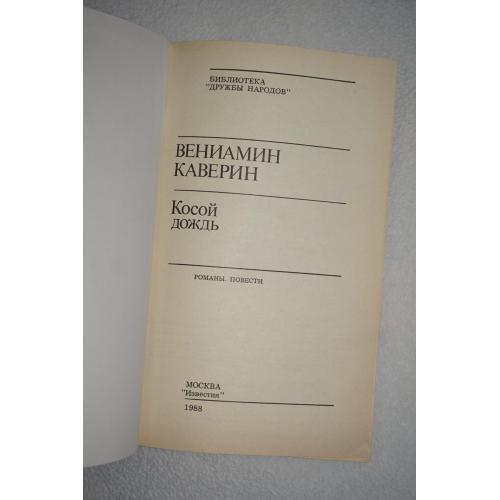 БИБЛИОТЕКА
"ДРУЖБЫ НАРОДОВ"
ВЕНИАМИН
КАВЕРИН
Косой
дождь
РОМАНЫ. ПОВЕСТИ
МОСКВА
"Известия"
1988